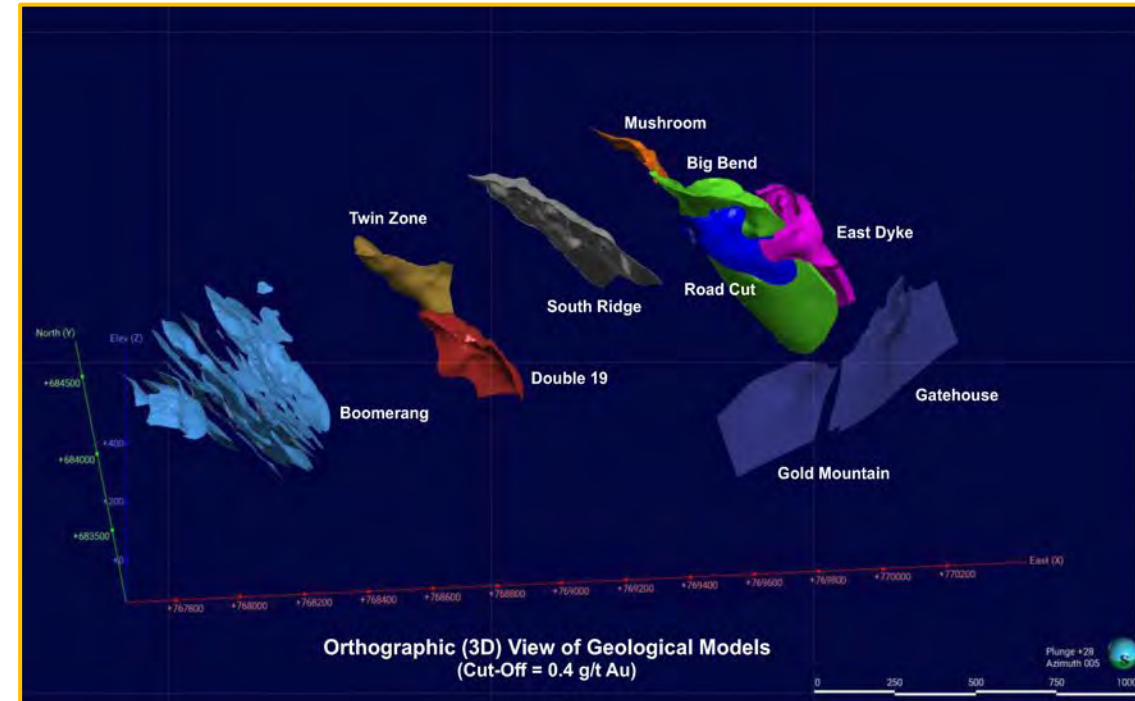 Mushroom
Big Bend
Twin Zone
East Dyke
South Ridge
Road Cut
North (Y)
Elev (Z)
Double 19
+684500
Boomerang
Gatehouse
+400
+684000
Gold Mountain
+200
+683500
+0
East (X)
+767800
+768000
+768200
+768400
+768600
+768800
+769000
+769200
+769400
+769600
+769800
+770000
+770200
Orthographic (3D) View of Geological Models
(Cut-Off = 0.4 g/t Au)
Plunge +28
Azimuth 005
S
0 250 500 750 1000